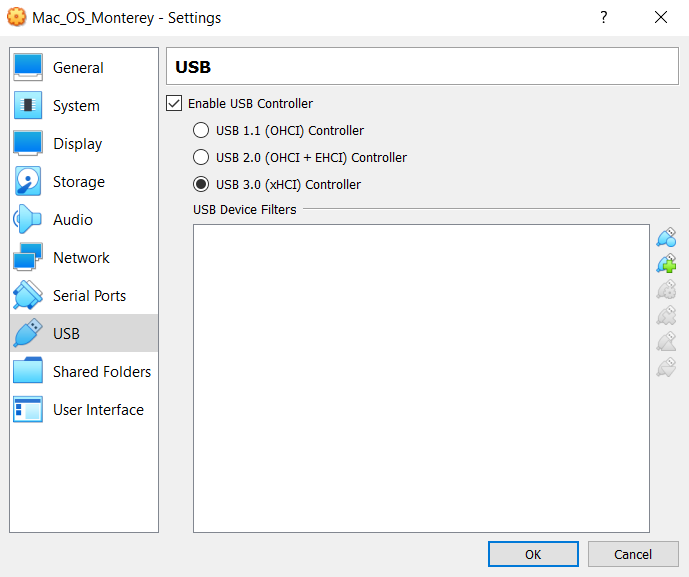 Mac_OS_Monterey - Settings
?
General
System
Display
Storage
Audio
Network
Serial Ports
USB
Shared Folders
User Interface
USB
Enable USB Controller
USB 1.1 (OHCI) Controller
USB 2.0 (OHCI + EHCI) Controller
USB 3.0 (xHCI) Controller
USB Device Filters
OK
Cancel